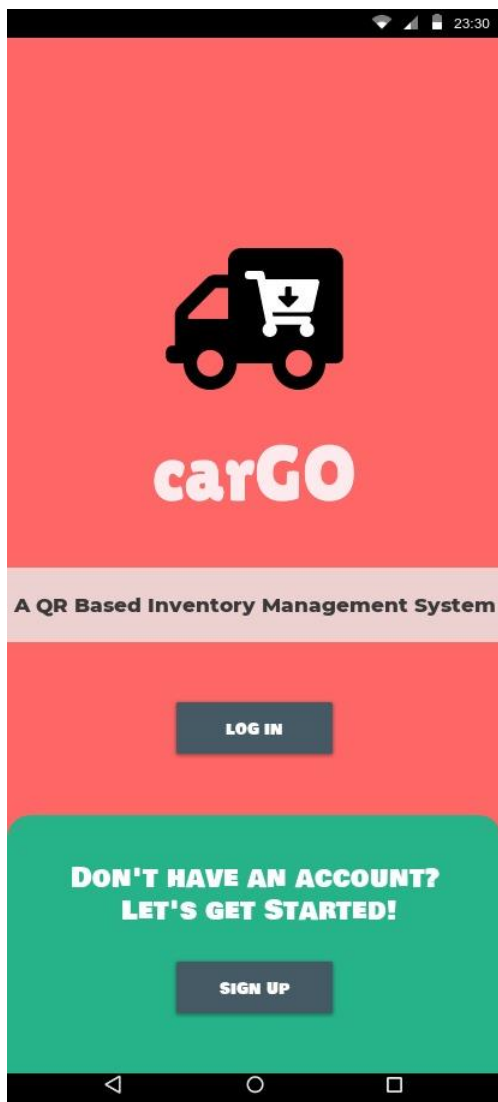 23:30
carGO
A QR Based Inventory Management System
LOG IN
DON'T HAVE AN ACCOUNT?
LET'S GET STARTED!
SIGN UP